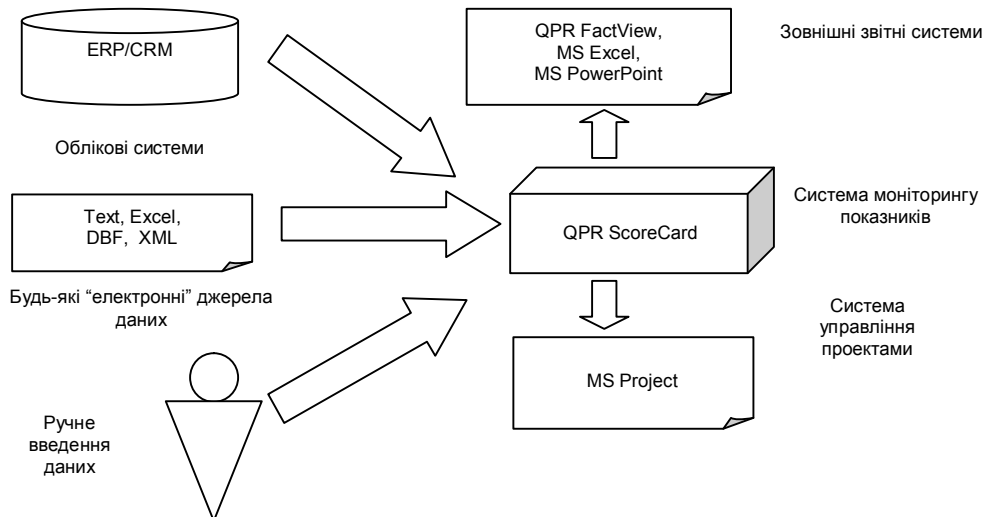 ERP/CRM
QPR FactView,
MS Excel,
MS PowerPoint
Зовнішні звітні системи
Облікові системи
Text, Excel,
DBF, XML
QPR ScoreCard
Система моніторингу
показників
Будь-які “електронні” джерела
даних
Система
управління
проектами
MS Project
Ручне
введення
даних